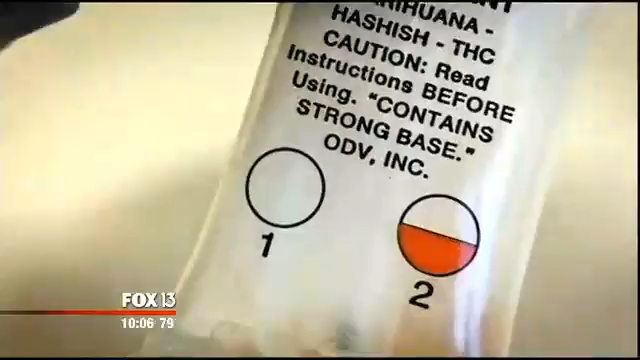 HASHISH - THC
CAUTION: Read
Instructions BEFORE
Using. "CONTAINS
STRONG BASE."
ODV, INC.
1
2
FOX 13
10:06 79°